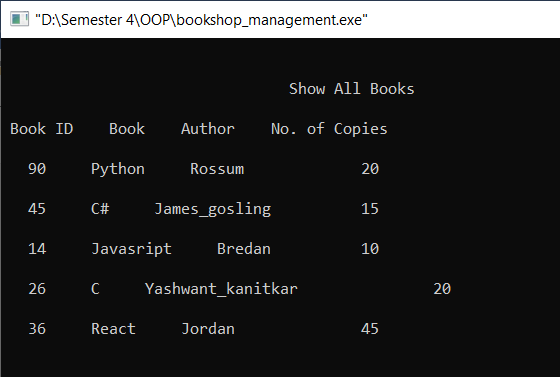 "D:\Semester 4\OOP\bookshop_management.exe"
Show All Books
Book ID Book Author No. of Copies
90 Python Rossum 20
45 C# James_gosling 15
14 Javasript Bredan 10
26 C Yashwant_kanitkar 20
36 React Jordan 45